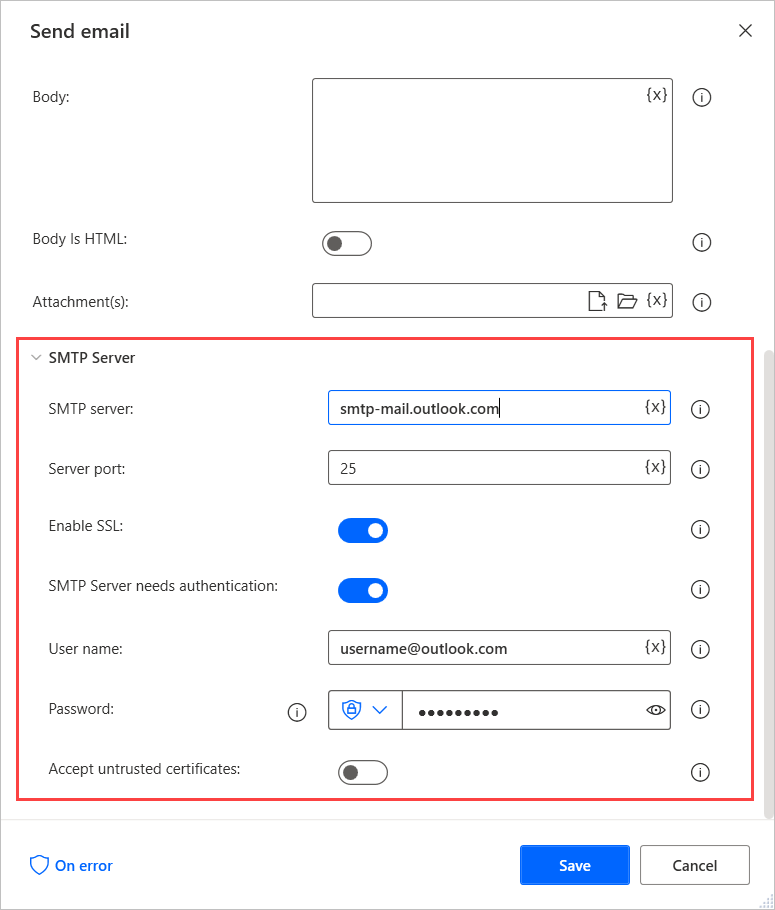 Send email
Body:
{x}
Body Is HTML:
Attachment(s):
{x}
SMTP Server
SMTP server:
smtp-mail.outlook.com
{x}
Server port:
25
{x}
Enable SSL:
SMTP Server needs authentication:
User name:
username@outlook.com
{x}
Password:
●●●●●●●●●
Accept untrusted certificates:
On error
Save
Cancel